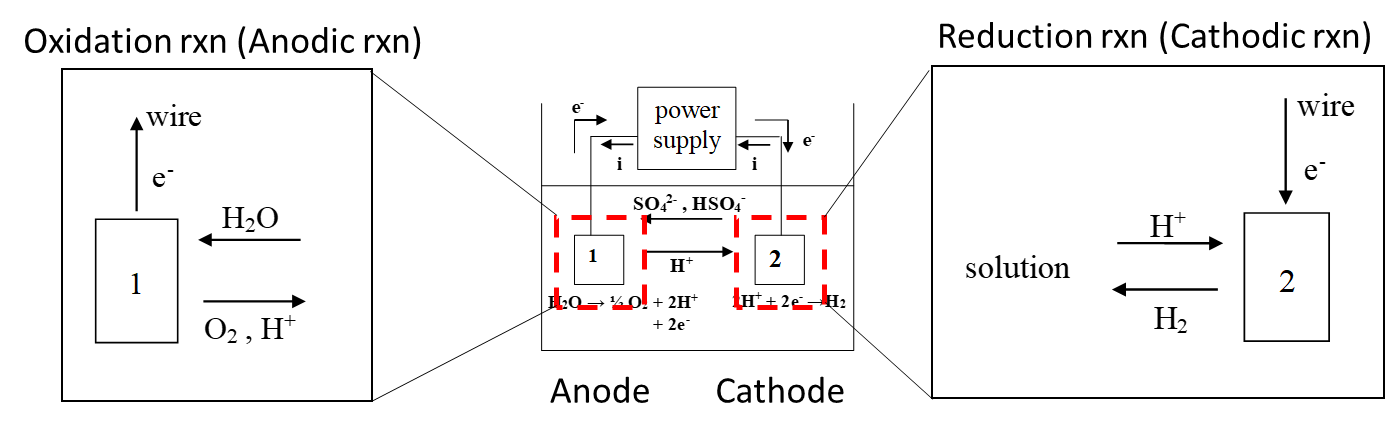 Oxidation rxn (Anodic rxn)
Reduction rxn (Cathodic rxn)
wire
e⁻
H₂O
1
O₂ , H⁺
e⁻
power
supply
e⁻
i
i
SO₄²⁻ , HSO₄⁻
1
H⁺
2
H₂O → ½ O₂ + 2H⁺
+ 2e⁻
2H⁺ + 2e⁻ → H₂
Anode
Cathode
wire
e⁻
H⁺
solution
2
H₂